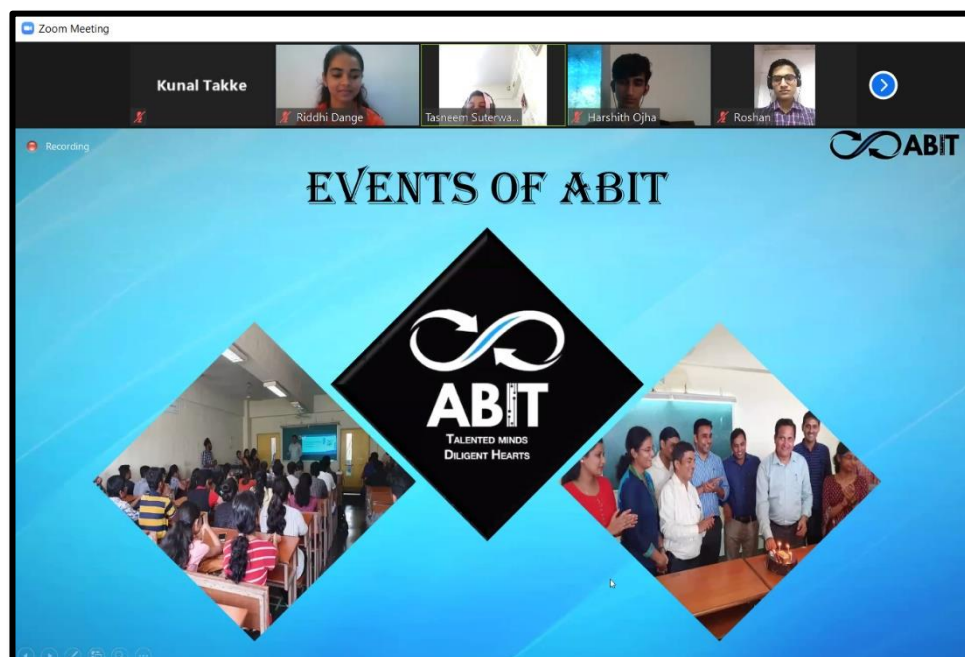 Zoom Meeting
Kunal Takke
Riddhi Dange
Tasneem Suterwa...
Harshith Ojha
Roshan
Recording
ABIT
EVENTS OF ABIT
ABIT
TALENTED MINDS
DILIGENT HEARTS